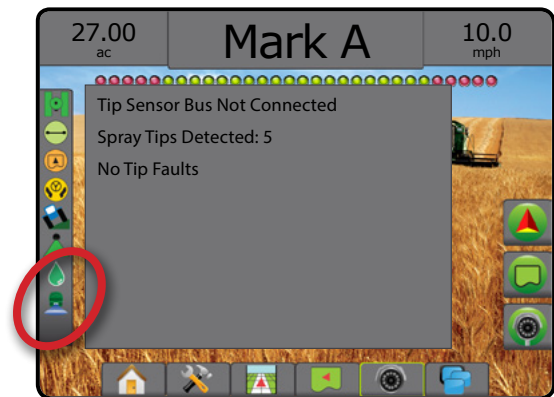 27.00
ac
Mark A
10.0
mph
Tip Sensor Bus Not Connected
Spray Tips Detected: 5
No Tip Faults